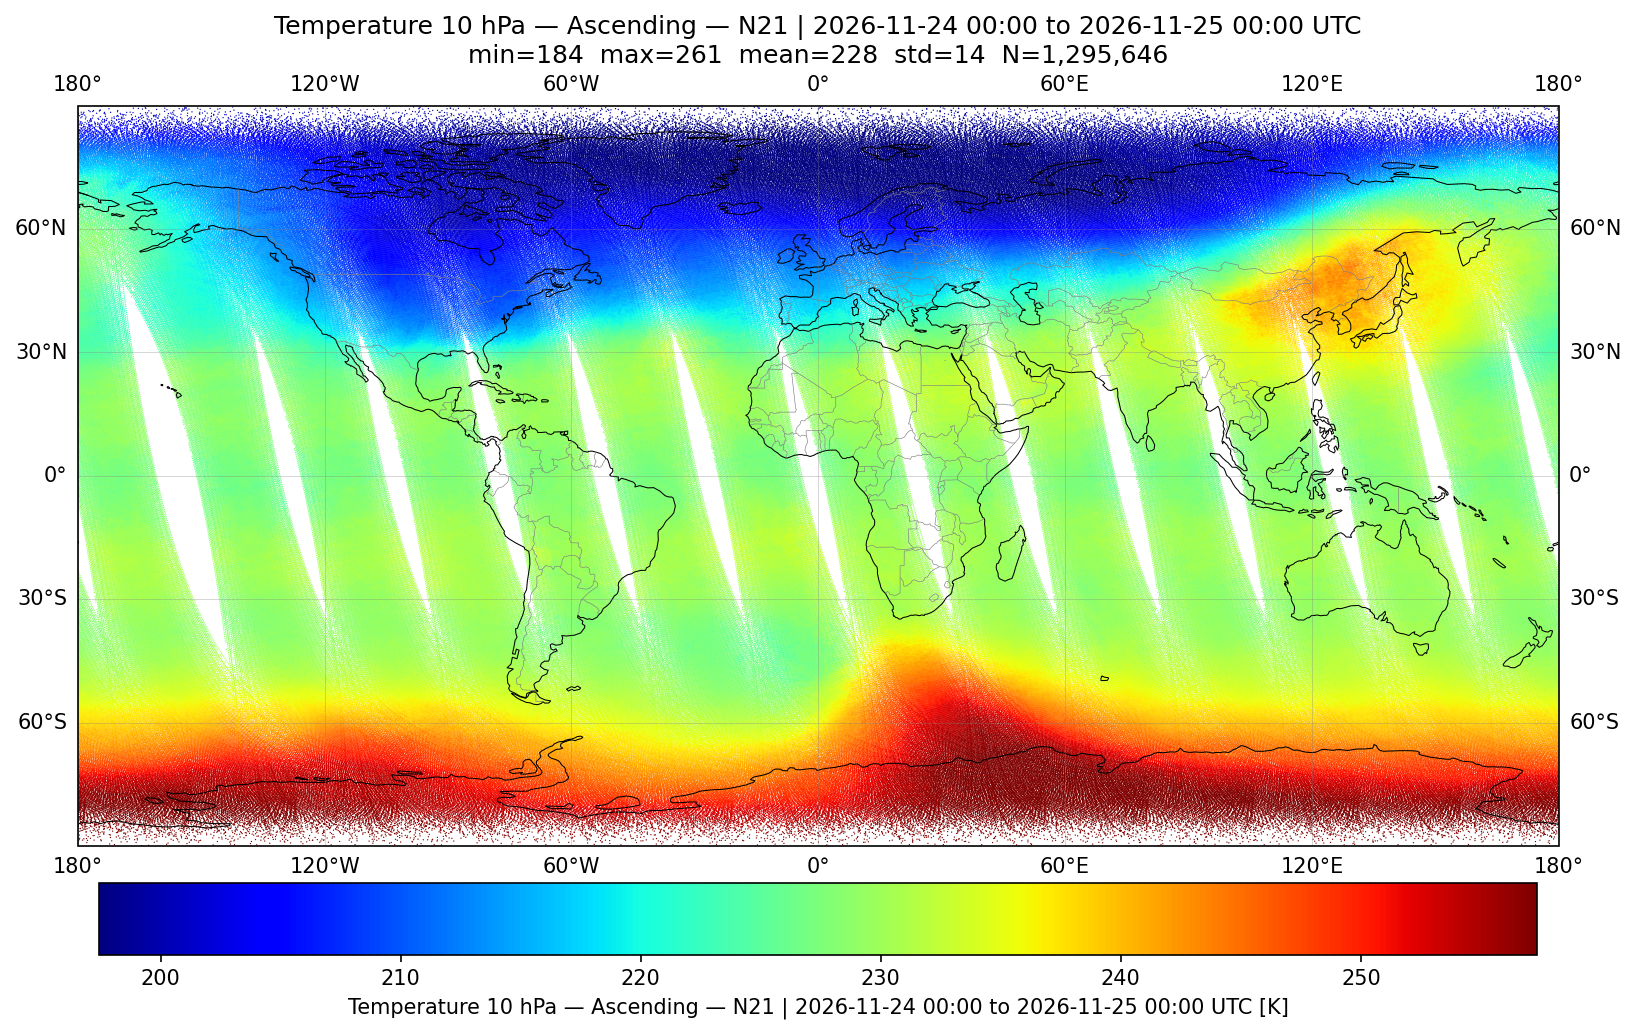 Temperature 10 hPa — Ascending — N21 | 2026-11-24 00:00 to 2026-11-25 00:00 UTC
min=184  max=261  mean=228  std=14  N=1,295,646
180° 120°W 60°W 0° 60°E 120°E 180°
60°N 60°N
30°N 30°N
0° 0°
30°S 30°S
60°S 60°S
180° 120°W 60°W 0° 60°E 120°E 180°
200 210 220 230 240 250
Temperature 10 hPa — Ascending — N21 | 2026-11-24 00:00 to 2026-11-25 00:00 UTC [K]